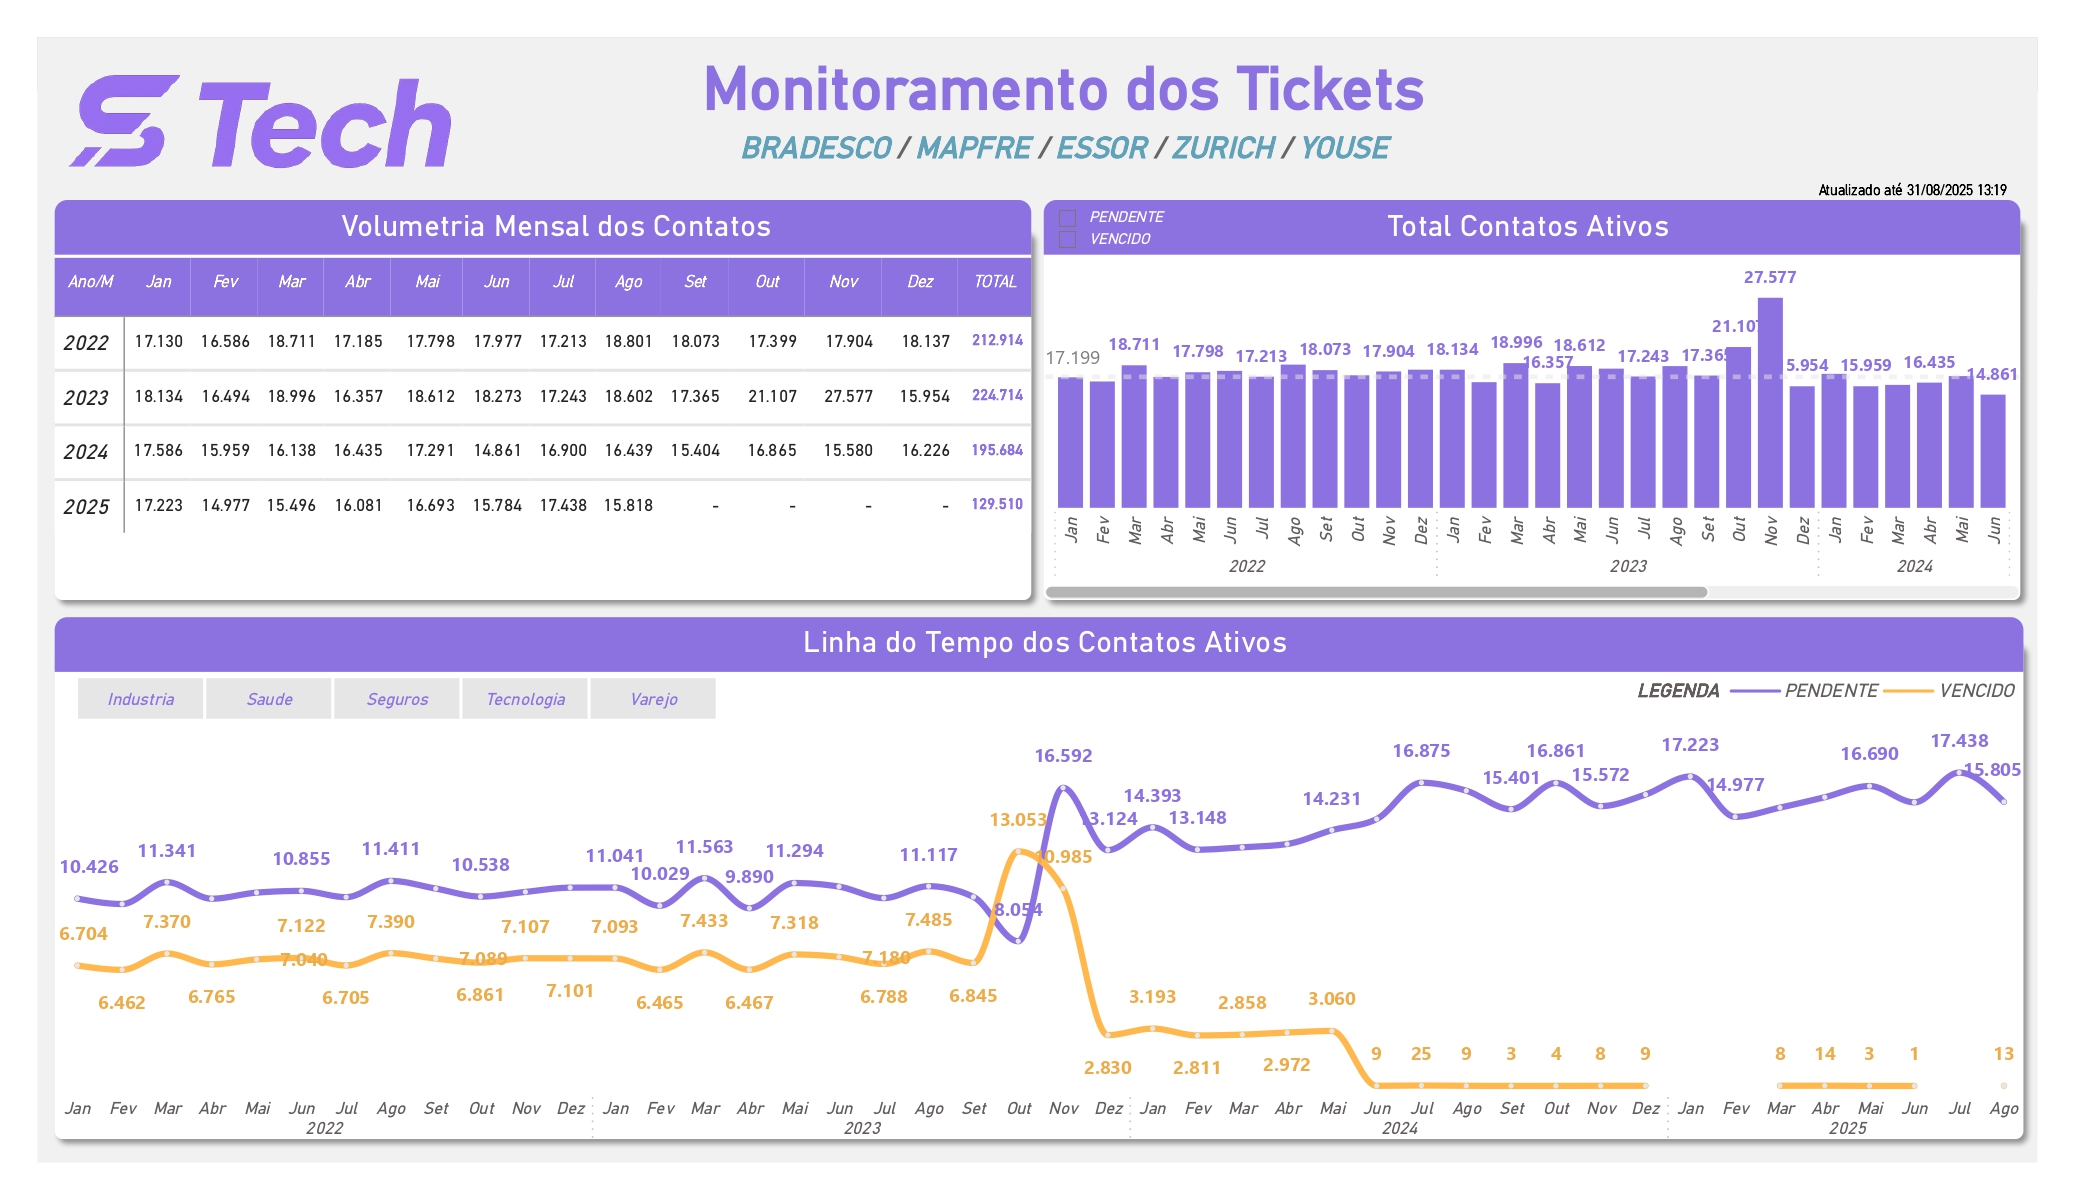 S Tech
Monitoramento dos Tickets
BRADESCO / MAPFRE / ESSOR / ZURICH / YOUSE
Atualizado até 31/08/2025 13:19
Volumetria Mensal dos Contatos
Ano/M Jan Fev Mar Abr Mai Jun Jul Ago Set Out Nov Dez TOTAL
2022 17.130 16.586 18.711 17.185 17.798 17.977 17.213 18.801 18.073 17.399 17.904 18.137 212.914
2023 18.134 16.494 18.996 16.357 18.612 18.273 17.243 18.602 17.365 21.107 27.577 15.954 224.714
2024 17.586 15.959 16.138 16.435 17.291 14.861 16.900 16.439 15.404 16.865 15.580 16.226 195.684
2025 17.223 14.977 15.496 16.081 16.693 15.784 17.438 15.818 - - - - 129.510
PENDENTE
VENCIDO
Total Contatos Ativos
27.577
21.107
17.199 18.711 17.798 17.213 18.073 17.904 18.134 18.996 16.357 18.612 17.243 17.365 5.954 15.959 16.435 14.861
Jan Fev Mar Abr Mai Jun Jul Ago Set Out Nov Dez Jan Fev Mar Abr Mai Jun Jul Ago Set Out Nov Dez Jan Fev Mar Abr Mai Jun
2022 2023 2024
Linha do Tempo dos Contatos Ativos
Industria Saude Seguros Tecnologia Varejo
LEGENDA PENDENTE VENCIDO
10.426 11.341 10.855 11.411 10.538 11.041 10.029 11.563 9.890 11.294 11.117 8.054 16.592 3.124 14.393 13.148 14.231 16.875 15.401 16.861 15.572 17.223 14.977 16.690 17.438 15.805
6.704 6.462 7.370 6.765 7.122 7.040 6.705 7.390 7.089 6.861 7.107 7.101 7.093 6.465 7.433 6.467 7.318 7.180 6.788 7.485 6.845 13.053 0.985 2.830 3.193 2.811 2.858 2.972 3.060 9 25 9 3 4 8 9 8 14 3 1 13
Jan Fev Mar Abr Mai Jun Jul Ago Set Out Nov Dez Jan Fev Mar Abr Mai Jun Jul Ago Set Out Nov Dez Jan Fev Mar Abr Mai Jun Jul Ago Set Out Nov Dez Jan Fev Mar Abr Mai Jun Jul Ago
2022 2023 2024 2025